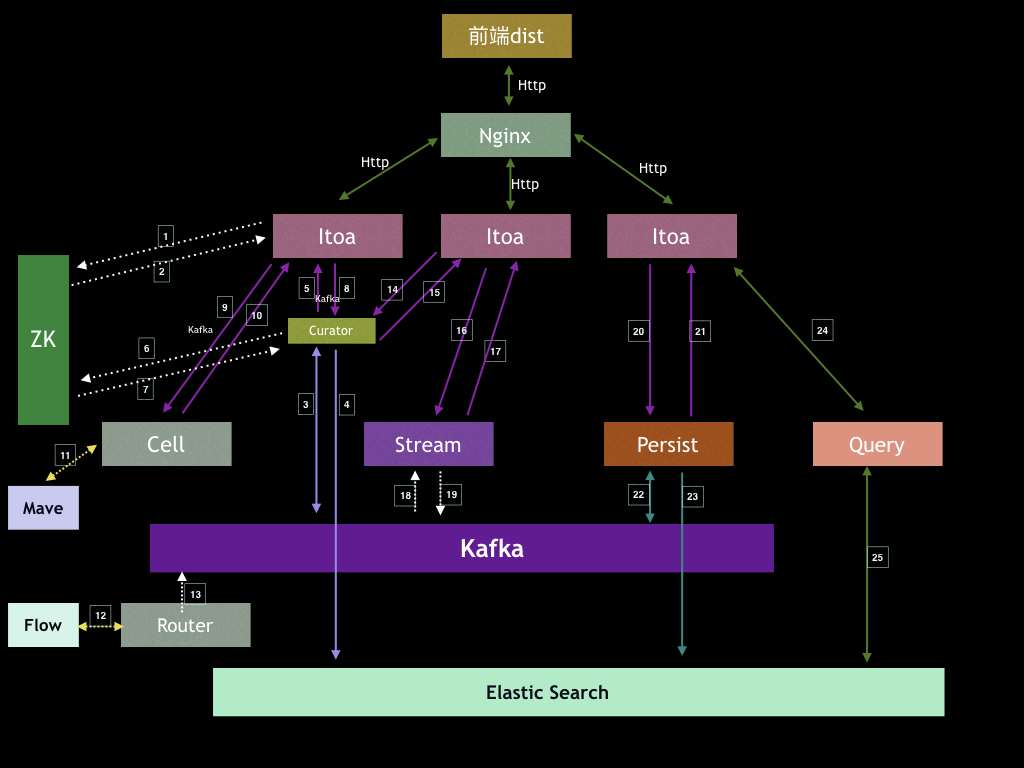 前端dist
Http
Nginx
Http
Http
Http
Itoa
Itoa
Itoa
1
2
ZK
5
Kafka
8
14
15
9
Kafka
10
Curator
6
7
16
17
20
21
24
3
4
Cell
Stream
Persist
Query
11
Mave
18
19
22
23
Kafka
25
13
Flow
12
Router
Elastic Search